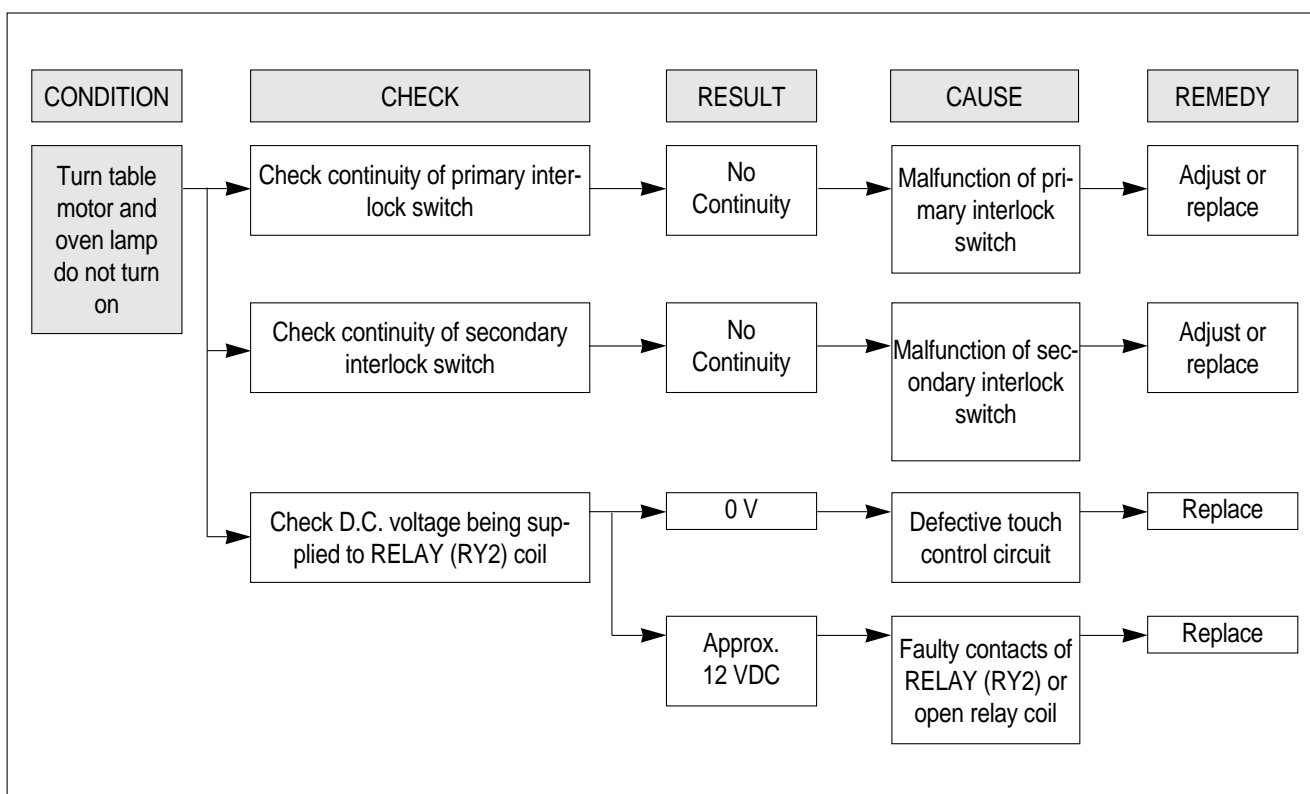 CONDITION
CHECK
RESULT
CAUSE
REMEDY
Turn table
motor and
oven lamp
do not turn
on
Check continuity of primary inter-
lock switch
No
Continuity
Malfunction of pri-
mary interlock
switch
Adjust or
replace
Check continuity of secondary
interlock switch
No
Continuity
Malfunction of sec-
ondary interlock
switch
Adjust or
replace
Check D.C. voltage being sup-
plied to RELAY (RY2) coil
0 V
Defective touch
control circuit
Replace
Approx.
12 VDC
Faulty contacts of
RELAY (RY2) or
open relay coil
Replace